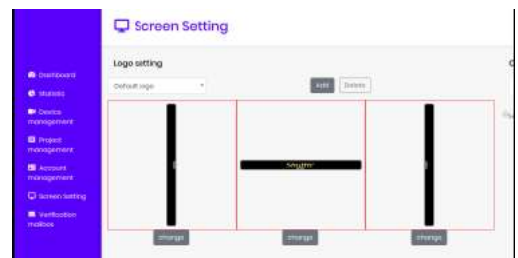 Screen Setting
Logo setting
Default logo
Add
Delete
Dashboard
Statistic
Device
management
Project
management
Account
management
Screen Setting
Verification
mailbox
change
change
change